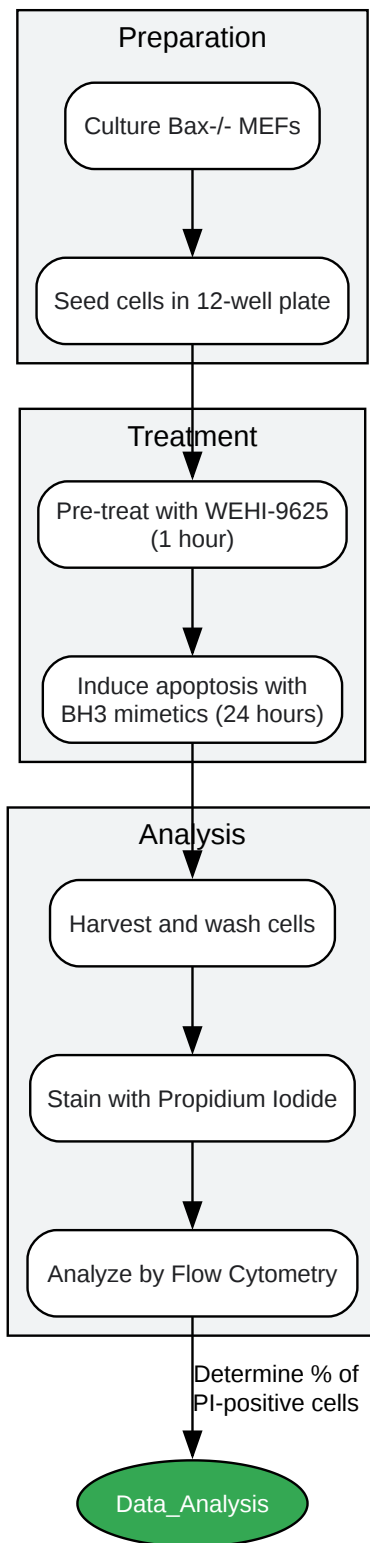 Preparation
Culture Bax-/- MEFs
Seed cells in 12-well plate
Treatment
Pre-treat with WEHI-9625
(1 hour)
Induce apoptosis with
BH3 mimetics (24 hours)
Analysis
Harvest and wash cells
Stain with Propidium Iodide
Analyze by Flow Cytometry
Determine % of
PI-positive cells
Data_Analysis